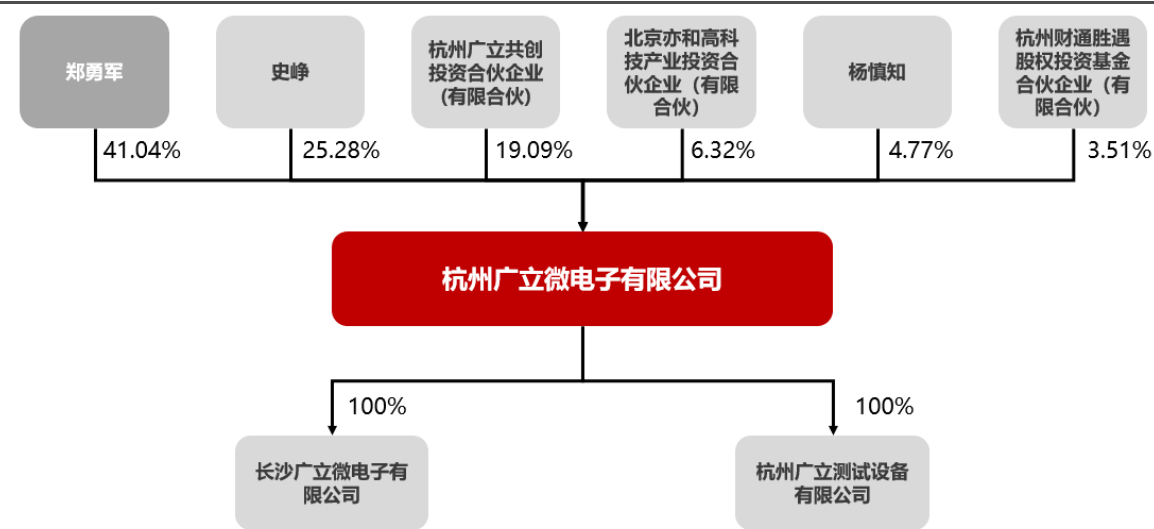 郑勇军
史峥
杭州广立共创
投资合伙企业
(有限合伙)
北京亦和高科
技产业投资合
伙企业（有限
合伙）
杨慎知
杭州财通胜遇
股权投资基金
合伙企业（有
限合伙）
41.04%
25.28%
19.09%
6.32%
4.77%
3.51%
杭州广立微电子有限公司
100%
100%
长沙广立微电子有
限公司
杭州广立测试设备
有限公司